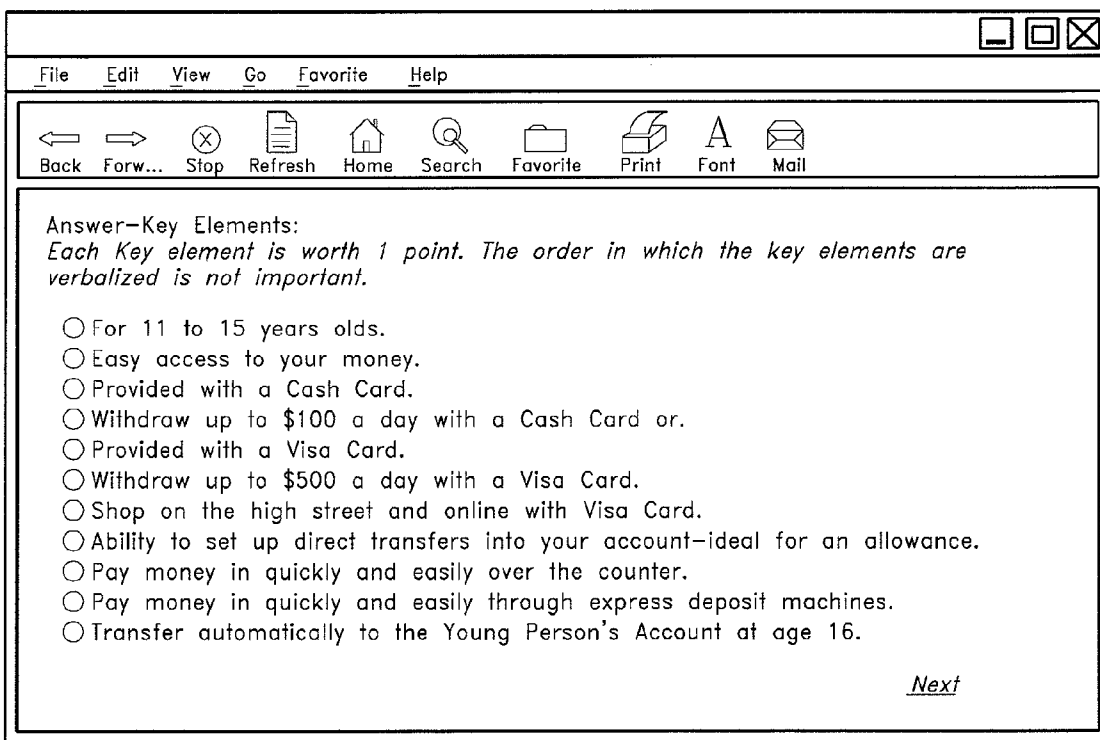 File Edit View Go Favorite Help
Back Forw... Stop Refresh Home Search Favorite Print A Font Mail
Answer-Key Elements:
Each Key element is worth 1 point. The order in which the key elements are
verbalized is not important.
For 11 to 15 years olds.
Easy access to your money.
Provided with a Cash Card.
Withdraw up to $100 a day with a Cash Card or.
Provided with a Visa Card.
Withdraw up to $500 a day with a Visa Card.
Shop on the high street and online with Visa Card.
Ability to set up direct transfers into your account-ideal for an allowance.
Pay money in quickly and easily over the counter.
Pay money in quickly and easily through express deposit machines.
Transfer automatically to the Young Person's Account at age 16.
Next